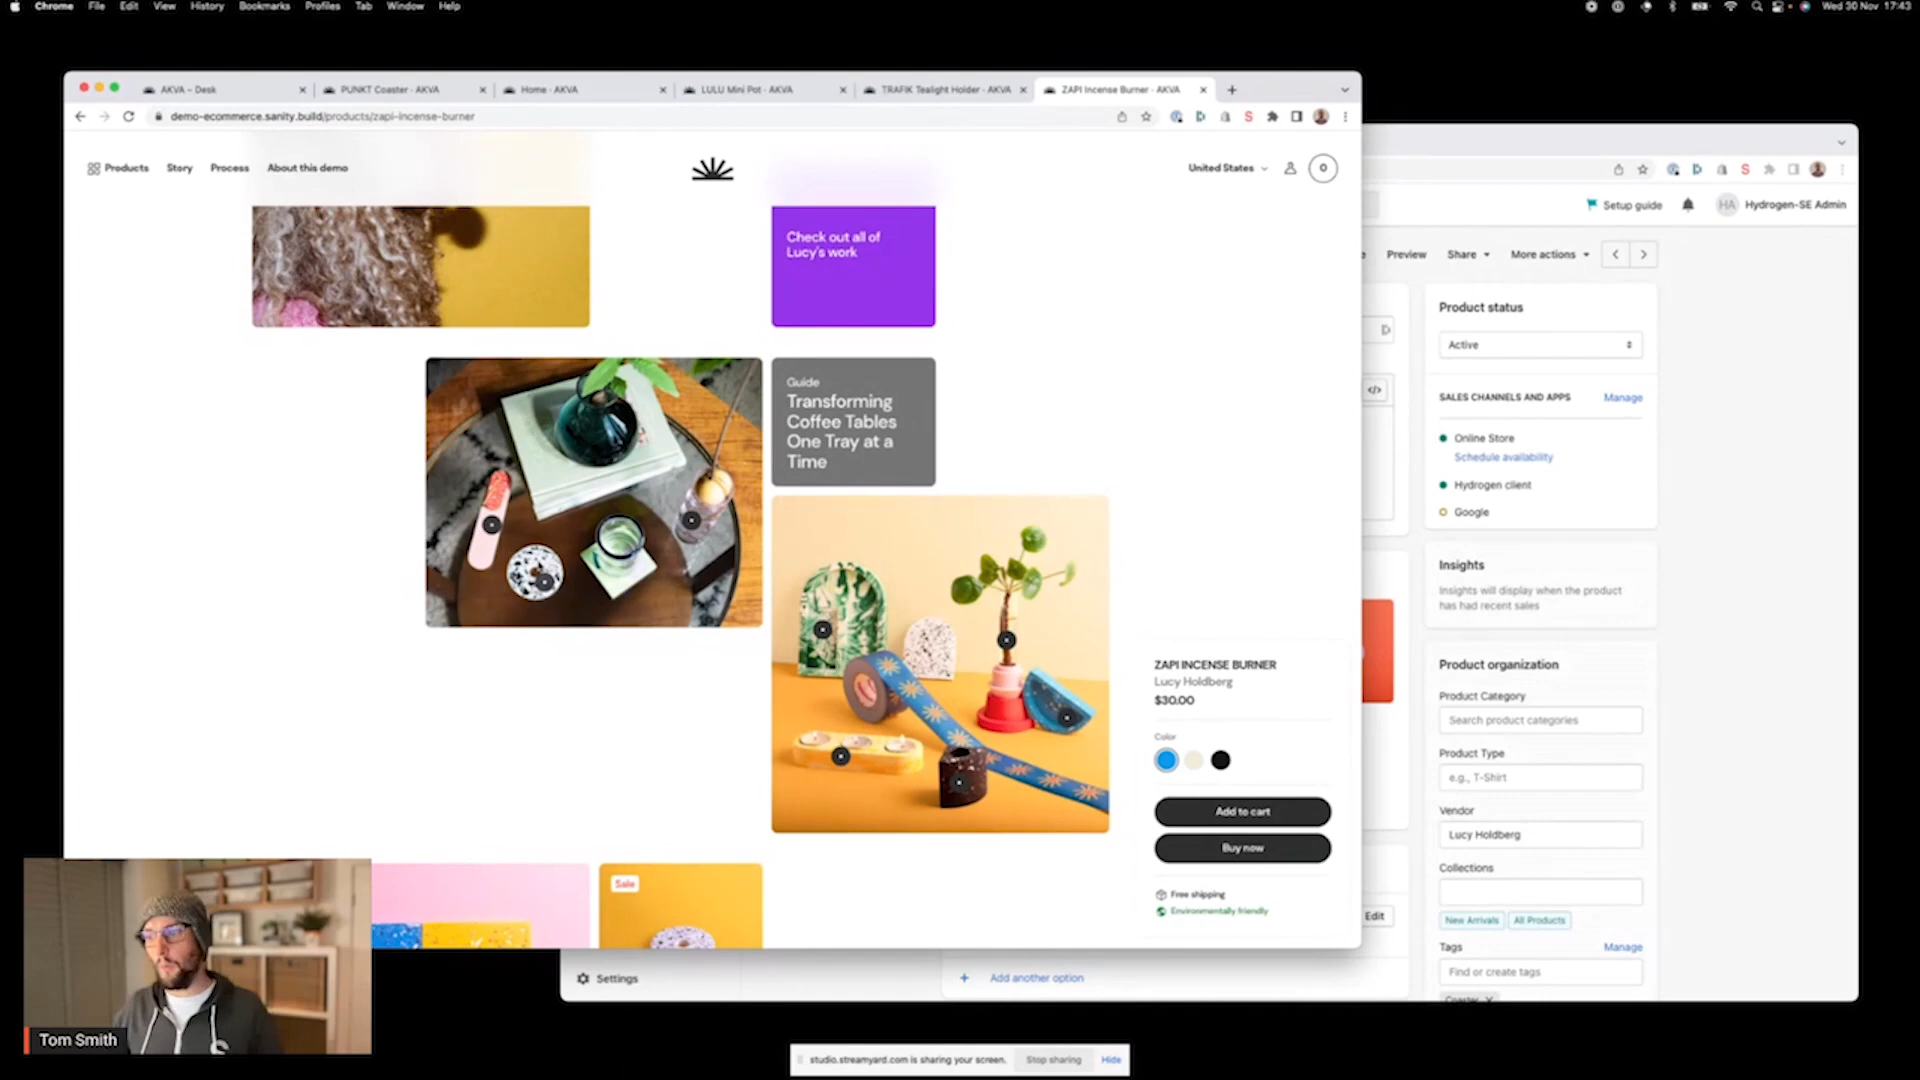 Chrome File Edit View History Bookmarks Profiles Tab Window Help
Wed 30 Nov 17:43
AKVA – Desk
PUNKT Coaster · AKVA
Home · AKVA
LULU Mini Pot · AKVA
TRAFIK Tealight Holder · AKVA
ZAPI Incense Burner · AKVA
demo-ecommerce.sanity.build/products/zapi-incense-burner
Products Story Process About this demo
United States
0
Check out all of
Lucy's work
Guide
Transforming
Coffee Tables
One Tray at a
Time
ZAPI INCENSE BURNER
Lucy Holdberg
$30.00
Color
Add to cart
Buy now
Free shipping
Environmentally friendly
Sale
Setup guide
HA Hydrogen-SE Admin
Preview Share More actions
Product status
Active
SALES CHANNELS AND APPS Manage
Online Store
Schedule availability
Hydrogen client
Google
Insights
Insights will display when the product
has had recent sales
Product organization
Product Category
Search product categories
Product Type
e.g., T-Shirt
Vendor
Lucy Holdberg
Collections
New Arrivals All Products
Edit
Tags Manage
Find or create tags
Coaster
Settings
Add another option
Tom Smith
studio.streamyard.com is sharing your screen. Stop sharing Hide